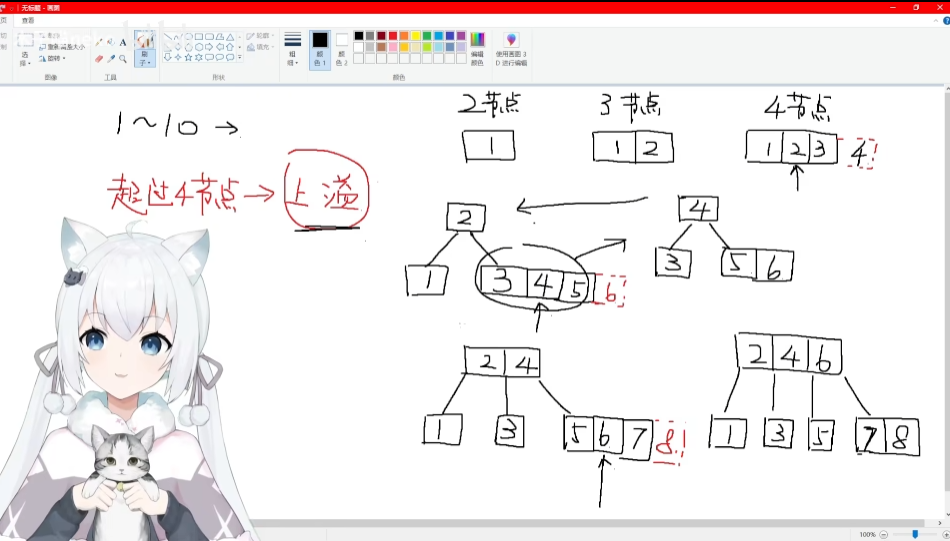 无标题 - 画图
查看
选择
重新调整大小
旋转
图像
A
工具
刷子
形状
轮廓
填充
粗细
颜色 1
颜色 2
编辑颜色
颜色
使用画图 3D 进行编辑
1~10 →
2节点
3节点
4节点
1
1 2
1 2 3 4
超过4节点→上溢
2
4
1
3 4 5 6
3
5 6
2 4
2 4 6
1
3
5 6 7 8
1
3
5
7 8
100%